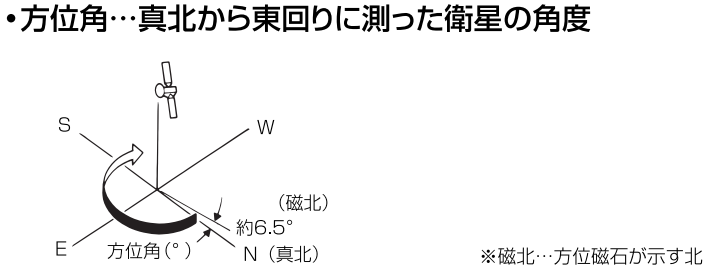 •方位角…真北から東回りに測った衛星の角度
S
W
(磁北)
約6.5°
E
方位角(°)
N(真北)
※磁北…方位磁石が示す北